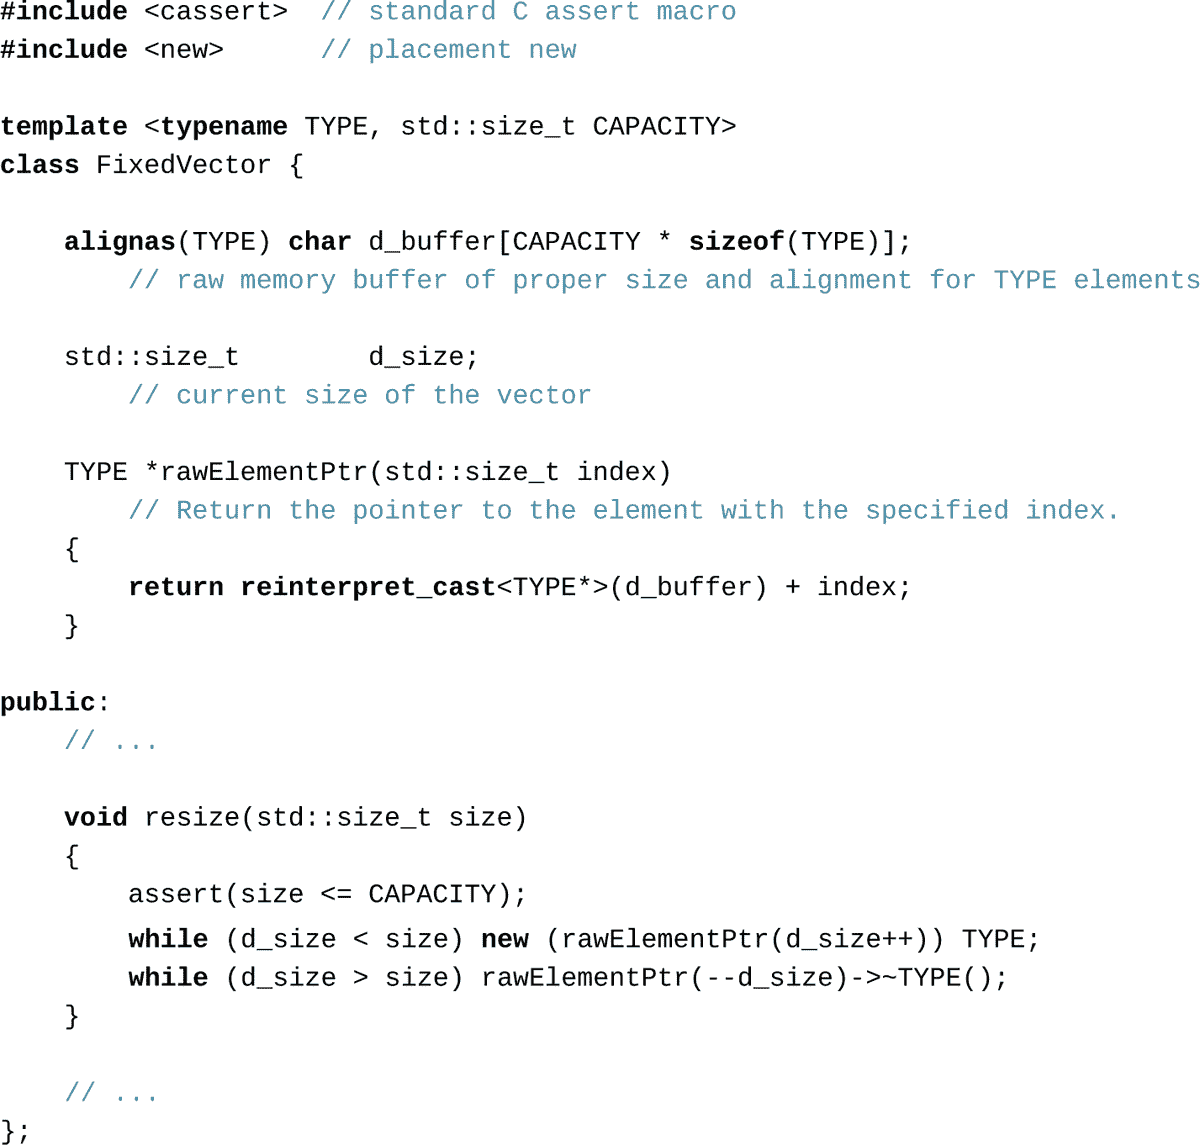 #include <cassert>  // standard C assert macro
#include <new>      // placement new

template <typename TYPE, std::size_t CAPACITY>
class FixedVector {

    alignas(TYPE) char d_buffer[CAPACITY * sizeof(TYPE)];
        // raw memory buffer of proper size and alignment for TYPE elements

    std::size_t        d_size;
        // current size of the vector

    TYPE *rawElementPtr(std::size_t index)
        // Return the pointer to the element with the specified index.
    {
        return reinterpret_cast<TYPE*>(d_buffer) + index;
    }

public:
    // ...

    void resize(std::size_t size)
    {
        assert(size <= CAPACITY);
        while (d_size < size) new (rawElementPtr(d_size++)) TYPE;
        while (d_size > size) rawElementPtr(--d_size)->~TYPE();
    }

    // ...
};